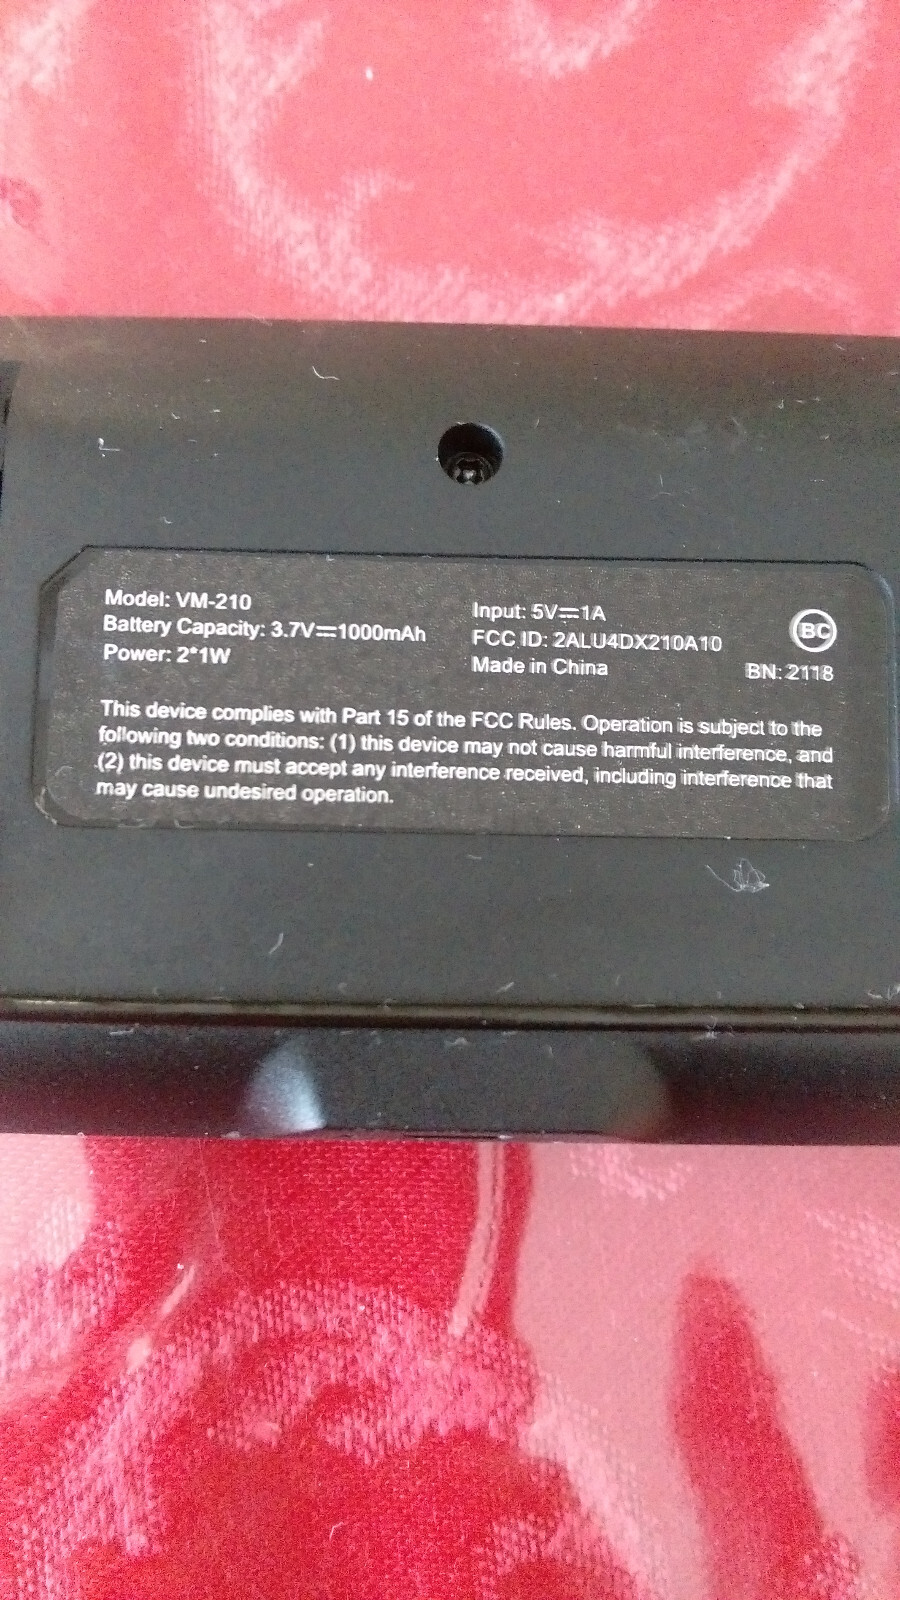 Model: VM-210
Battery Capacity: 3.7V⎓1000mAh
Power: 2*1W
Input: 5V⎓1A
FCC ID: 2ALU4DX210A10
Made in China
BC
BN: 2118
This device complies with Part 15 of the FCC Rules. Operation is subject to the
following two conditions: (1) this device may not cause harmful interference, and
(2) this device must accept any interference received, including interference that
may cause undesired operation.